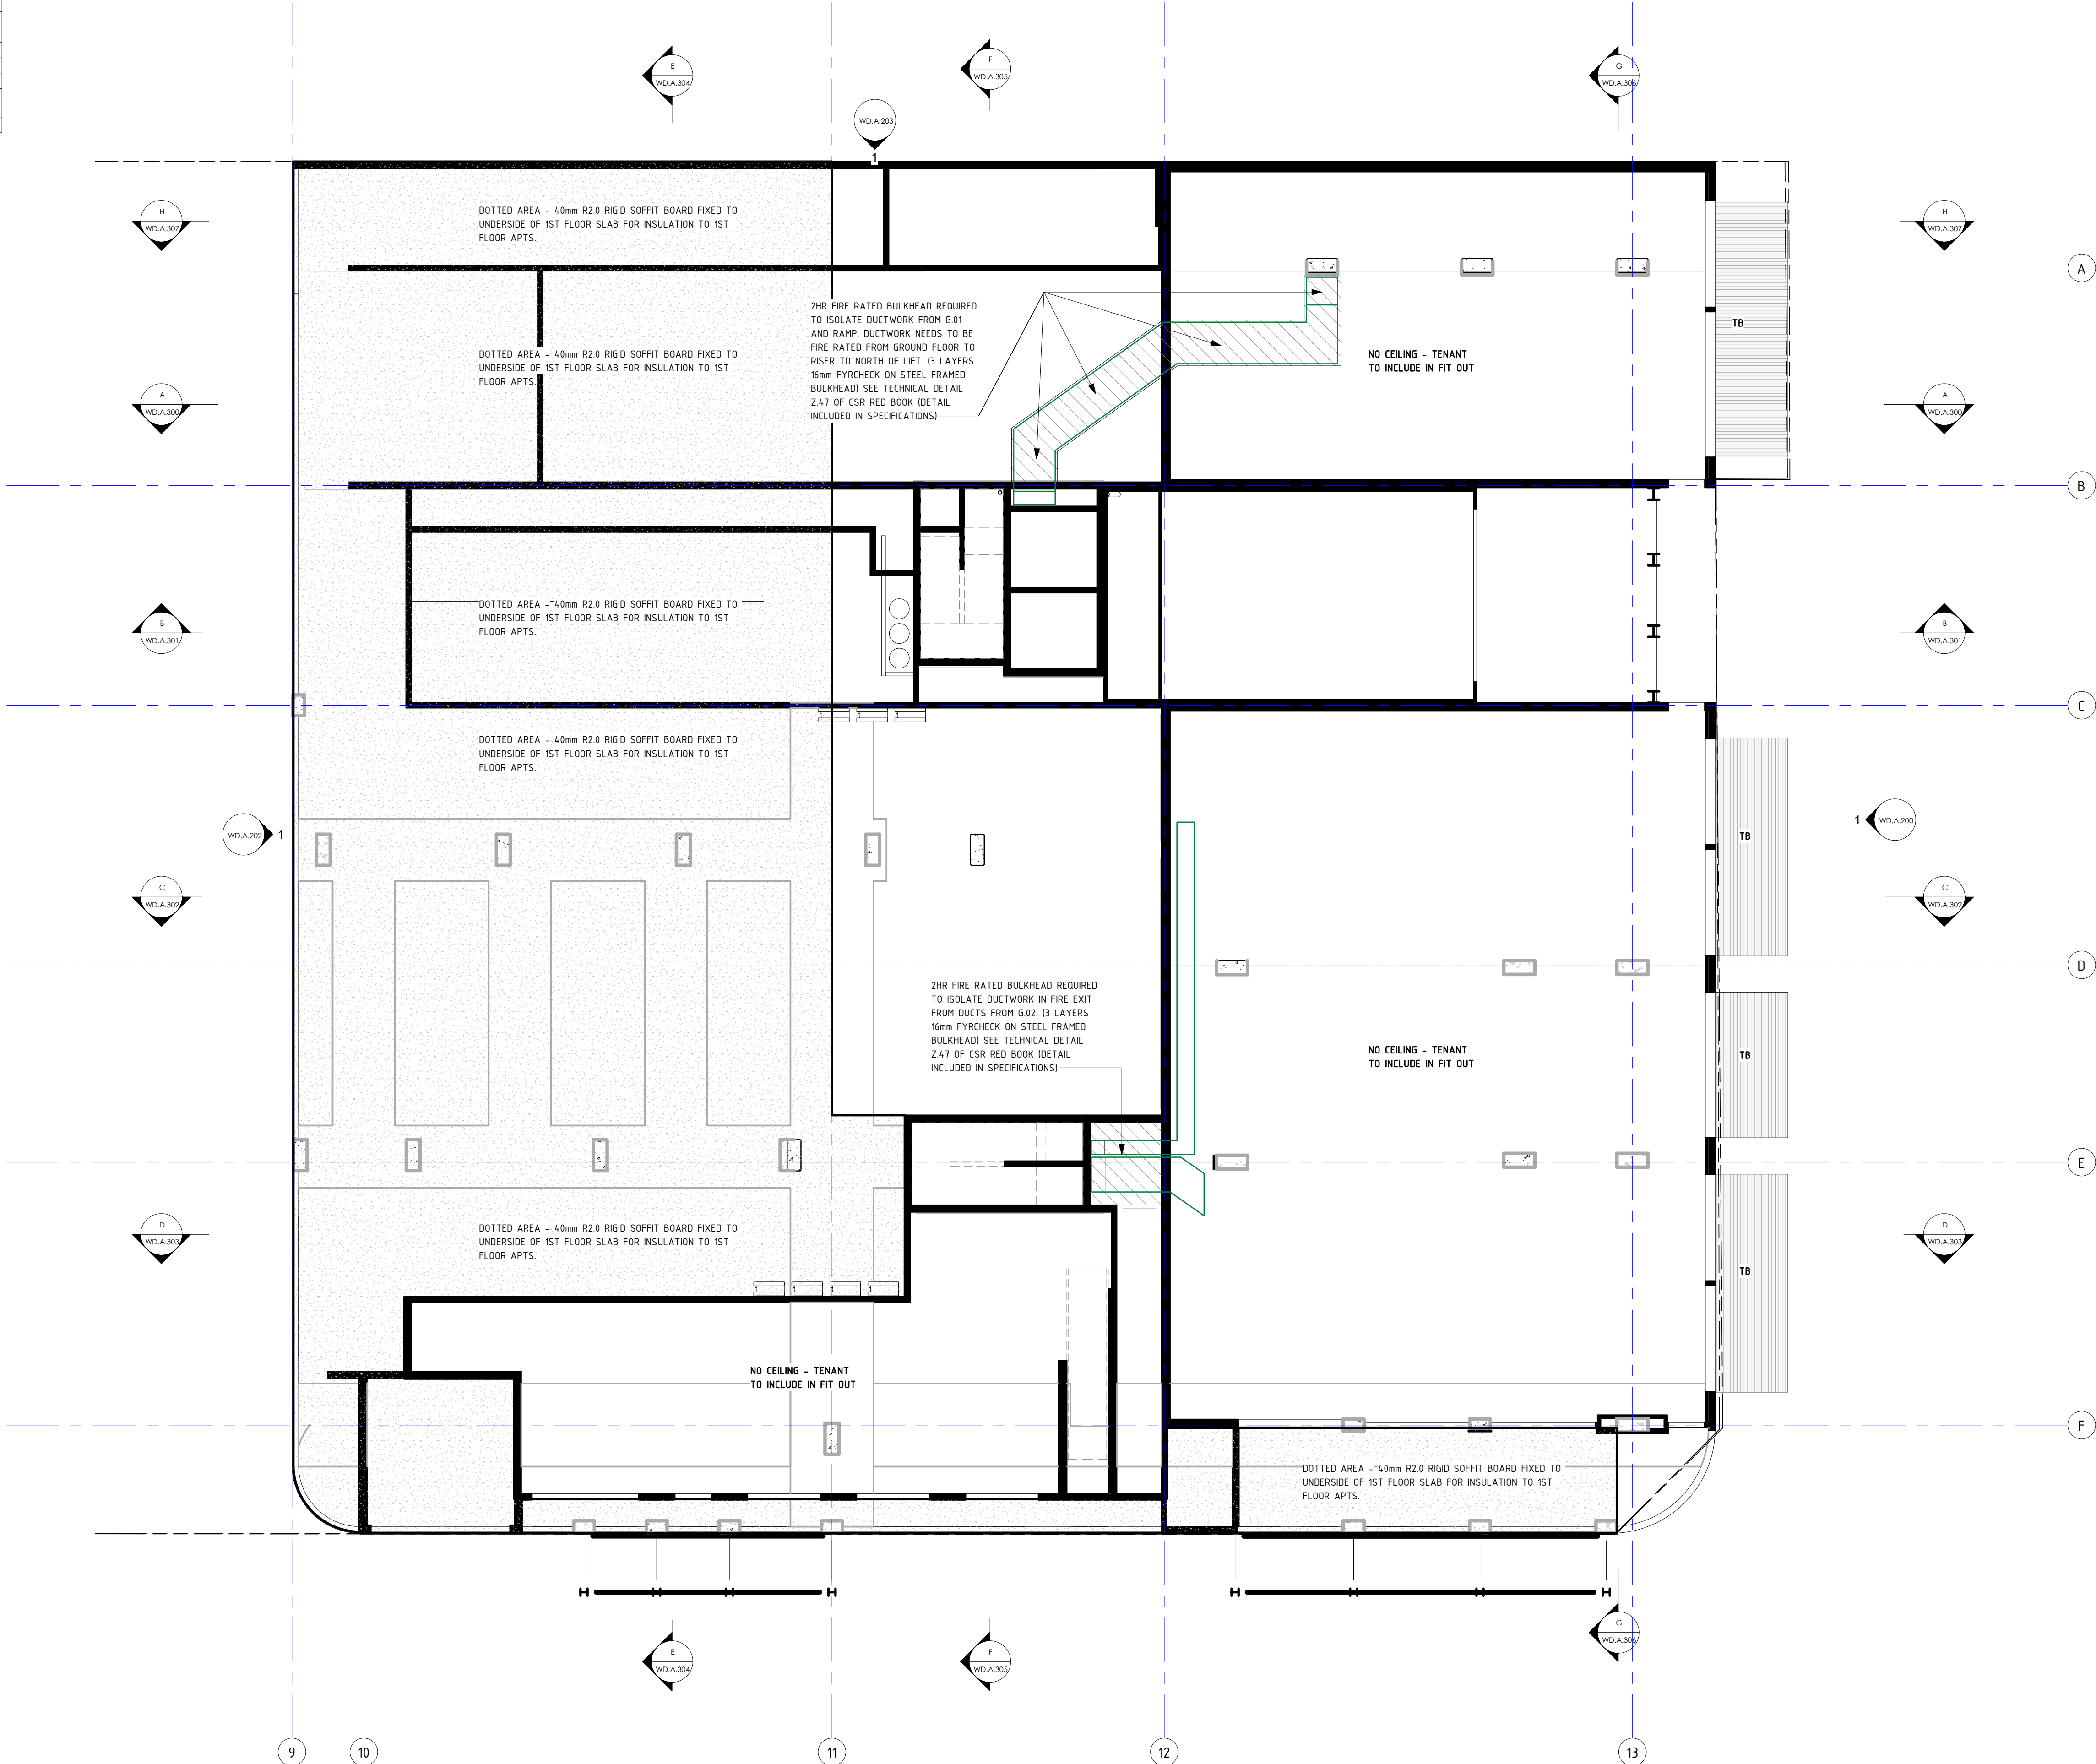 E
WD.A.304
F
WD.A.305
G
WD.A.306
WD.A.203
1
H
WD.A.307
DOTTED AREA - 40mm R2.0 RIGID SOFFIT BOARD FIXED TO
UNDERSIDE OF 1ST FLOOR SLAB FOR INSULATION TO 1ST
FLOOR APTS.
H
WD.A.307
A
2HR FIRE RATED BULKHEAD REQUIRED
TO ISOLATE DUCTWORK FROM G.01
AND RAMP. DUCTWORK NEEDS TO BE
FIRE RATED FROM GROUND FLOOR TO
RISER TO NORTH OF LIFT. (3 LAYERS
16mm FYRCHECK ON STEEL FRAMED
BULKHEAD) SEE TECHNICAL DETAIL
Z.47 OF CSR RED BOOK (DETAIL
INCLUDED IN SPECIFICATIONS)
TB
DOTTED AREA - 40mm R2.0 RIGID SOFFIT BOARD FIXED TO
UNDERSIDE OF 1ST FLOOR SLAB FOR INSULATION TO 1ST
FLOOR APTS.
NO CEILING - TENANT
TO INCLUDE IN FIT OUT
A
WD.A.300
A
WD.A.300
B
DOTTED AREA - 40mm R2.0 RIGID SOFFIT BOARD FIXED TO
UNDERSIDE OF 1ST FLOOR SLAB FOR INSULATION TO 1ST
FLOOR APTS.
B
WD.A.301
B
WD.A.301
C
DOTTED AREA - 40mm R2.0 RIGID SOFFIT BOARD FIXED TO
UNDERSIDE OF 1ST FLOOR SLAB FOR INSULATION TO 1ST
FLOOR APTS.
WD.A.202
1
TB
1
WD.A.200
C
WD.A.302
C
WD.A.302
D
2HR FIRE RATED BULKHEAD REQUIRED
TO ISOLATE DUCTWORK IN FIRE EXIT
FROM DUCTS FROM G.02. (3 LAYERS
16mm FYRCHECK ON STEEL FRAMED
BULKHEAD) SEE TECHNICAL DETAIL
Z.47 OF CSR RED BOOK (DETAIL
INCLUDED IN SPECIFICATIONS)
NO CEILING - TENANT
TO INCLUDE IN FIT OUT
TB
E
DOTTED AREA - 40mm R2.0 RIGID SOFFIT BOARD FIXED TO
UNDERSIDE OF 1ST FLOOR SLAB FOR INSULATION TO 1ST
FLOOR APTS.
D
WD.A.303
D
WD.A.303
TB
NO CEILING - TENANT
TO INCLUDE IN FIT OUT
F
DOTTED AREA - 40mm R2.0 RIGID SOFFIT BOARD FIXED TO
UNDERSIDE OF 1ST FLOOR SLAB FOR INSULATION TO 1ST
FLOOR APTS.
G
WD.A.306
E
WD.A.304
F
WD.A.305
9
10
11
12
13